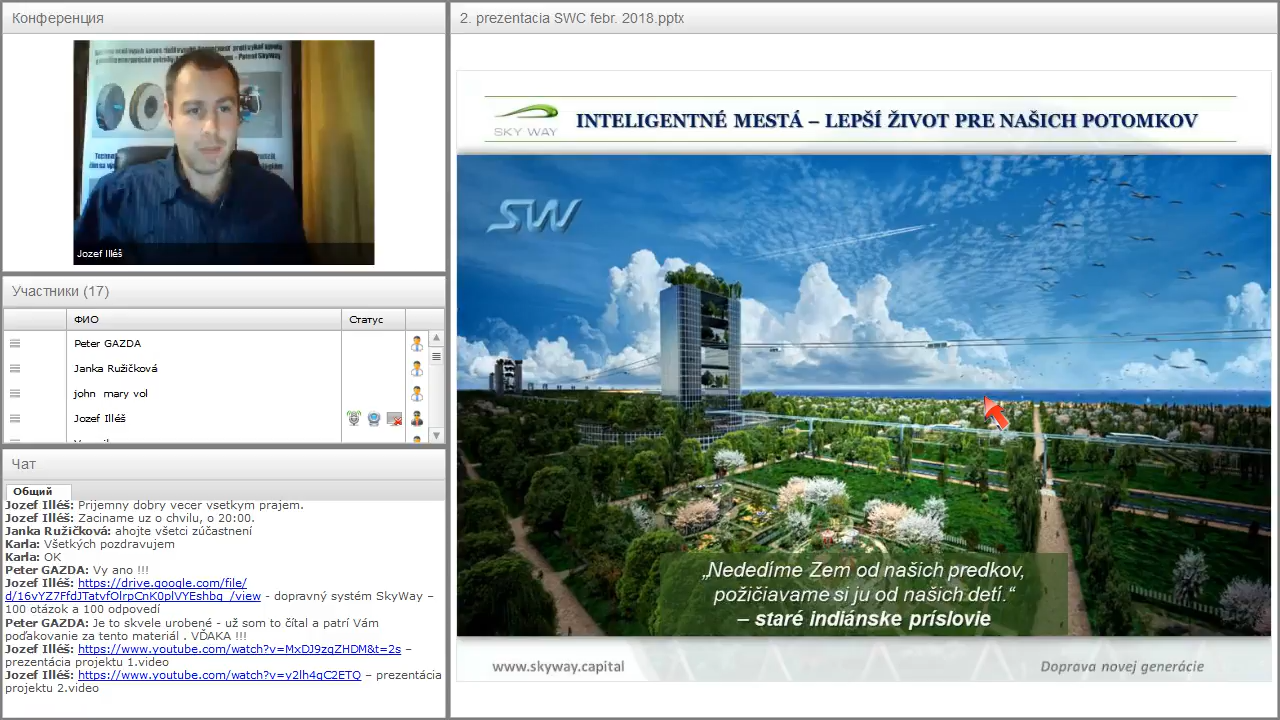 Конференция
Jozef Illéš
Участники (17)
ФИО
Статус
Peter GAZDA
Janka Ružičková
john mary vol
Jozef Illéš
Чат
Общий
Jozef Illéš: Prijemny dobry vecer vsetkym prajem.
Jozef Illéš: Zaciname uz o chvilu, o 20:00.
Janka Ružičková: ahojte všetci zúčastnení
Karla: Všetkých pozdravujem
Karla: OK
Peter GAZDA: Vy ano !!!
Jozef Illéš: https://drive.google.com/file/
d/16vYZ7FfdJTatvfOlrpCnK0plVYEshbq_/view - dopravný systém SkyWay –
100 otázok a 100 odpovedí
Peter GAZDA: Je to skvele urobené - už som to čítal a patrí Vám
poďakovanie za tento materiál . VĎAKA !!!
Jozef Illéš: https://www.youtube.com/watch?v=MxDJ9zqZHDM&t=2s –
prezentácia projektu 1.video
Jozef Illéš: https://www.youtube.com/watch?v=y2lh4qC2ETQ – prezentácia
projektu 2.video
2. prezentacia SWC febr. 2018.pptx
SKY WAY
INTELIGENTNÉ MESTÁ – LEPŠÍ ŽIVOT PRE NAŠICH POTOMKOV
SW
„Nededíme Zem od našich predkov,
požičiavame si ju od našich detí.“
– staré indiánske príslovie
www.skyway.capital
Doprava novej generácie